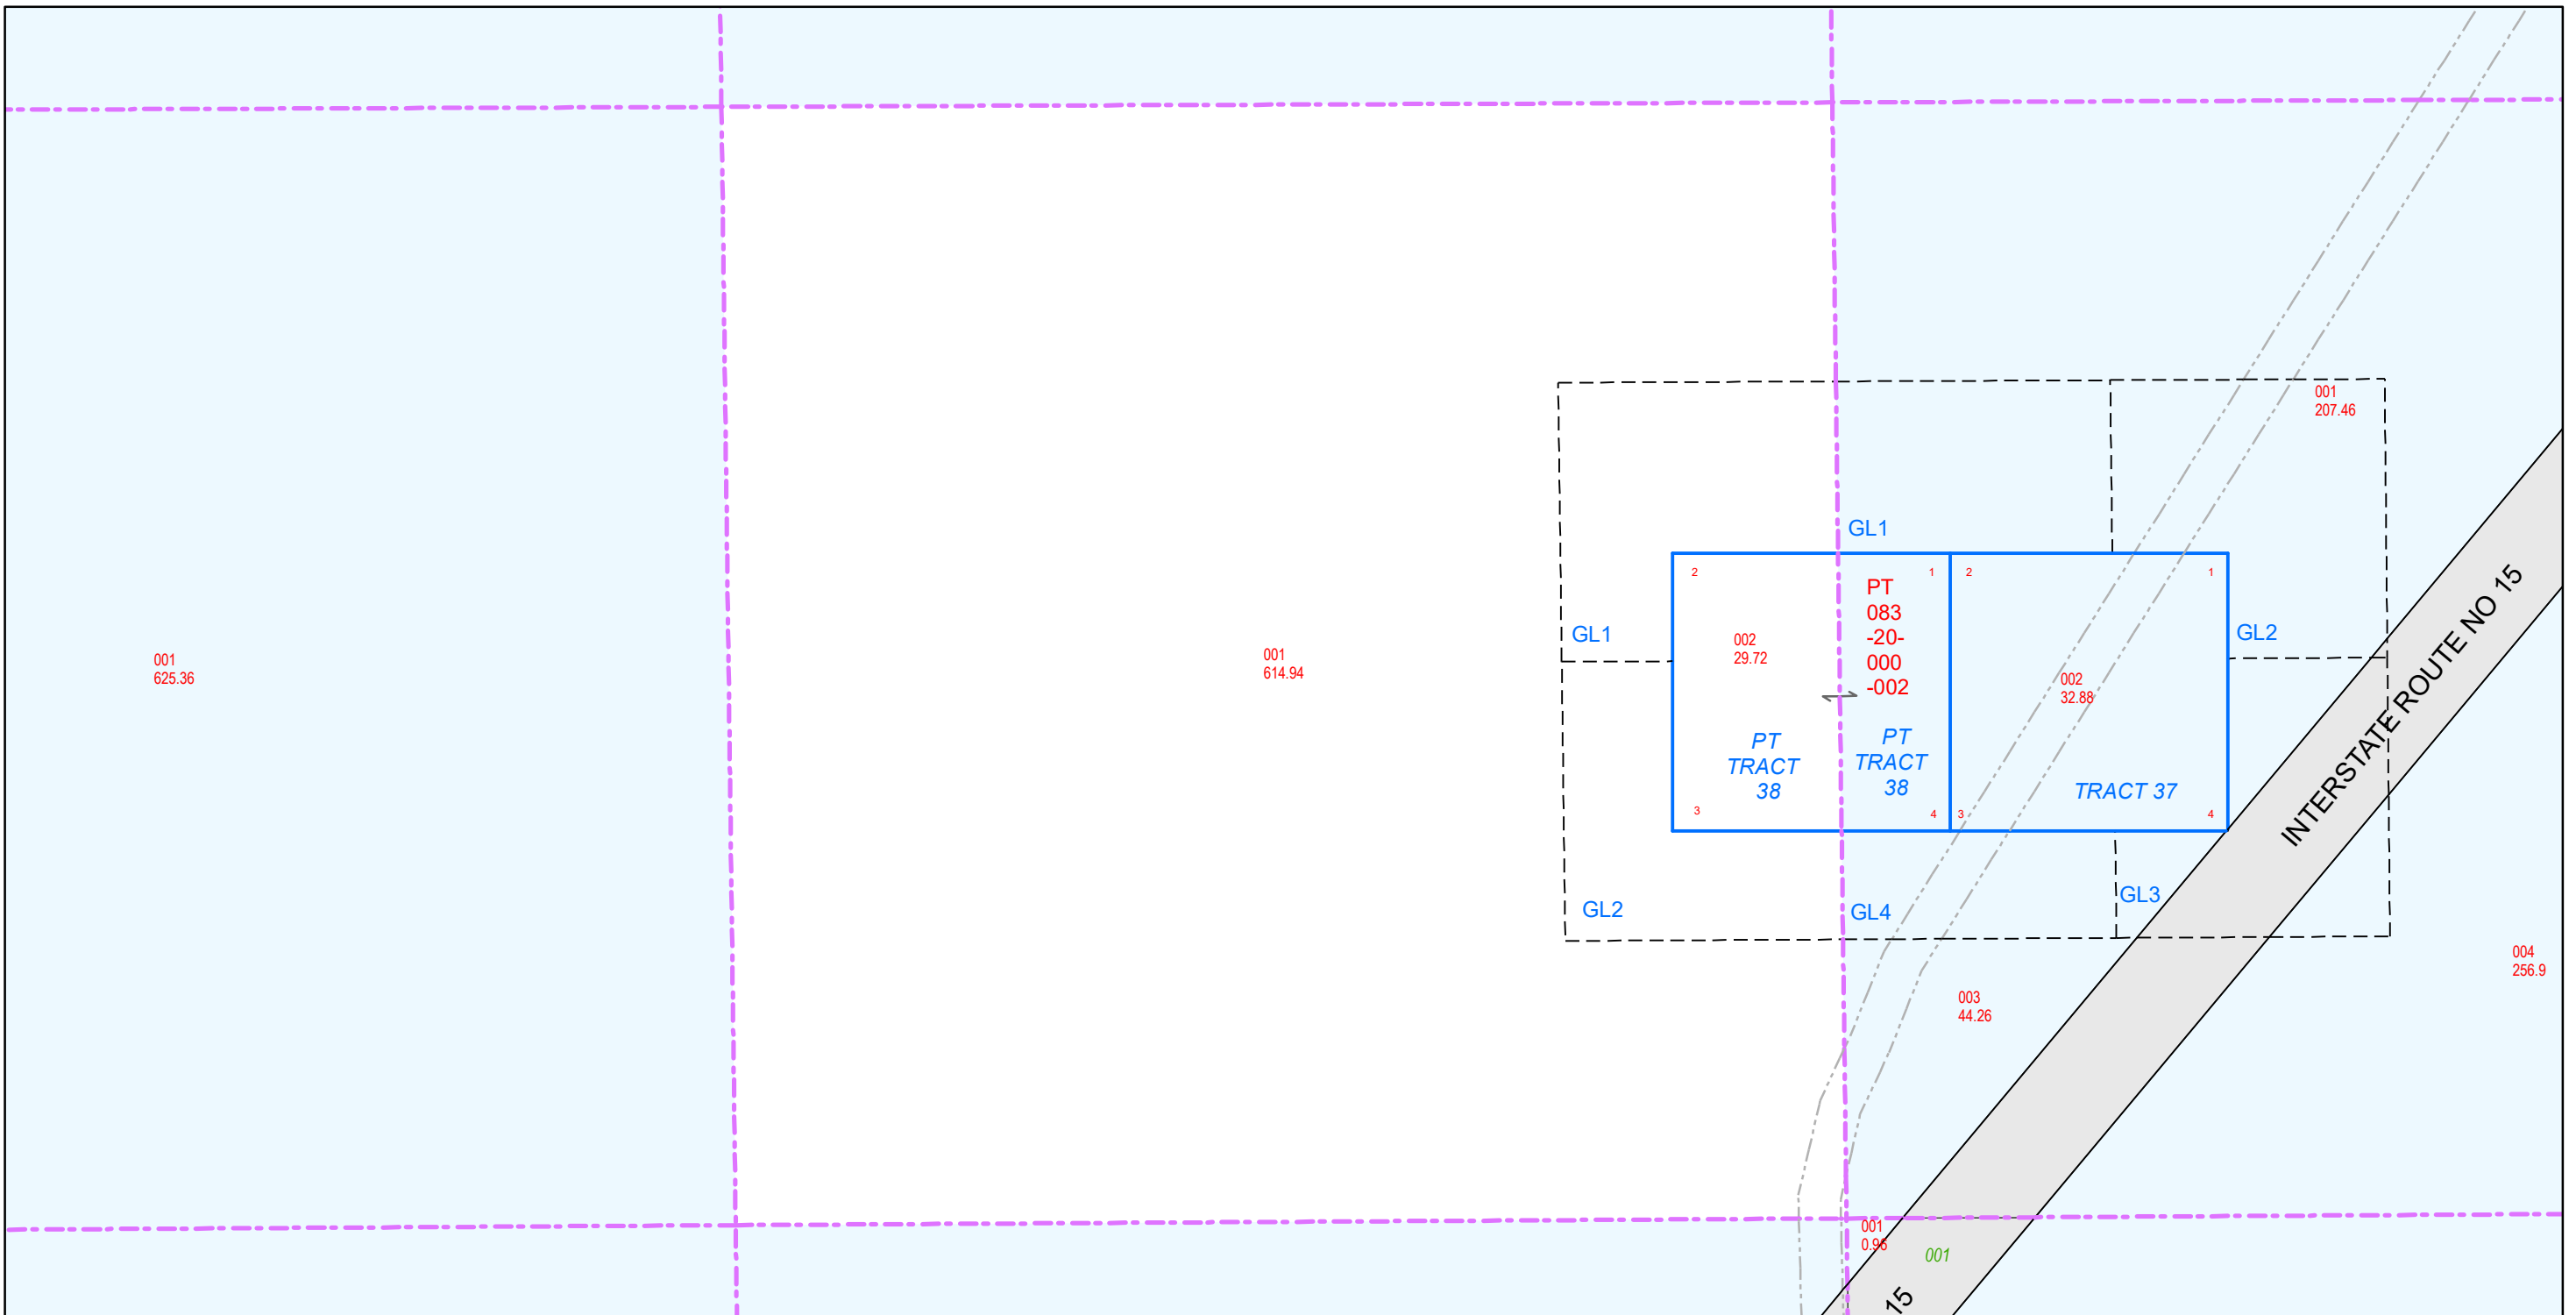 001
207.46
GL1
2
1
2
1
PT
083
-20-
000
-002
INTERSTATE ROUTE NO 15
GL1
GL2
002
29.72
001
625.36
001
614.94
002
32.88
PT
TRACT
38
PT
TRACT
38
TRACT 37
3
4
3
4
GL2
GL4
GL3
004
256.9
003
44.26
001
0.96
001
15